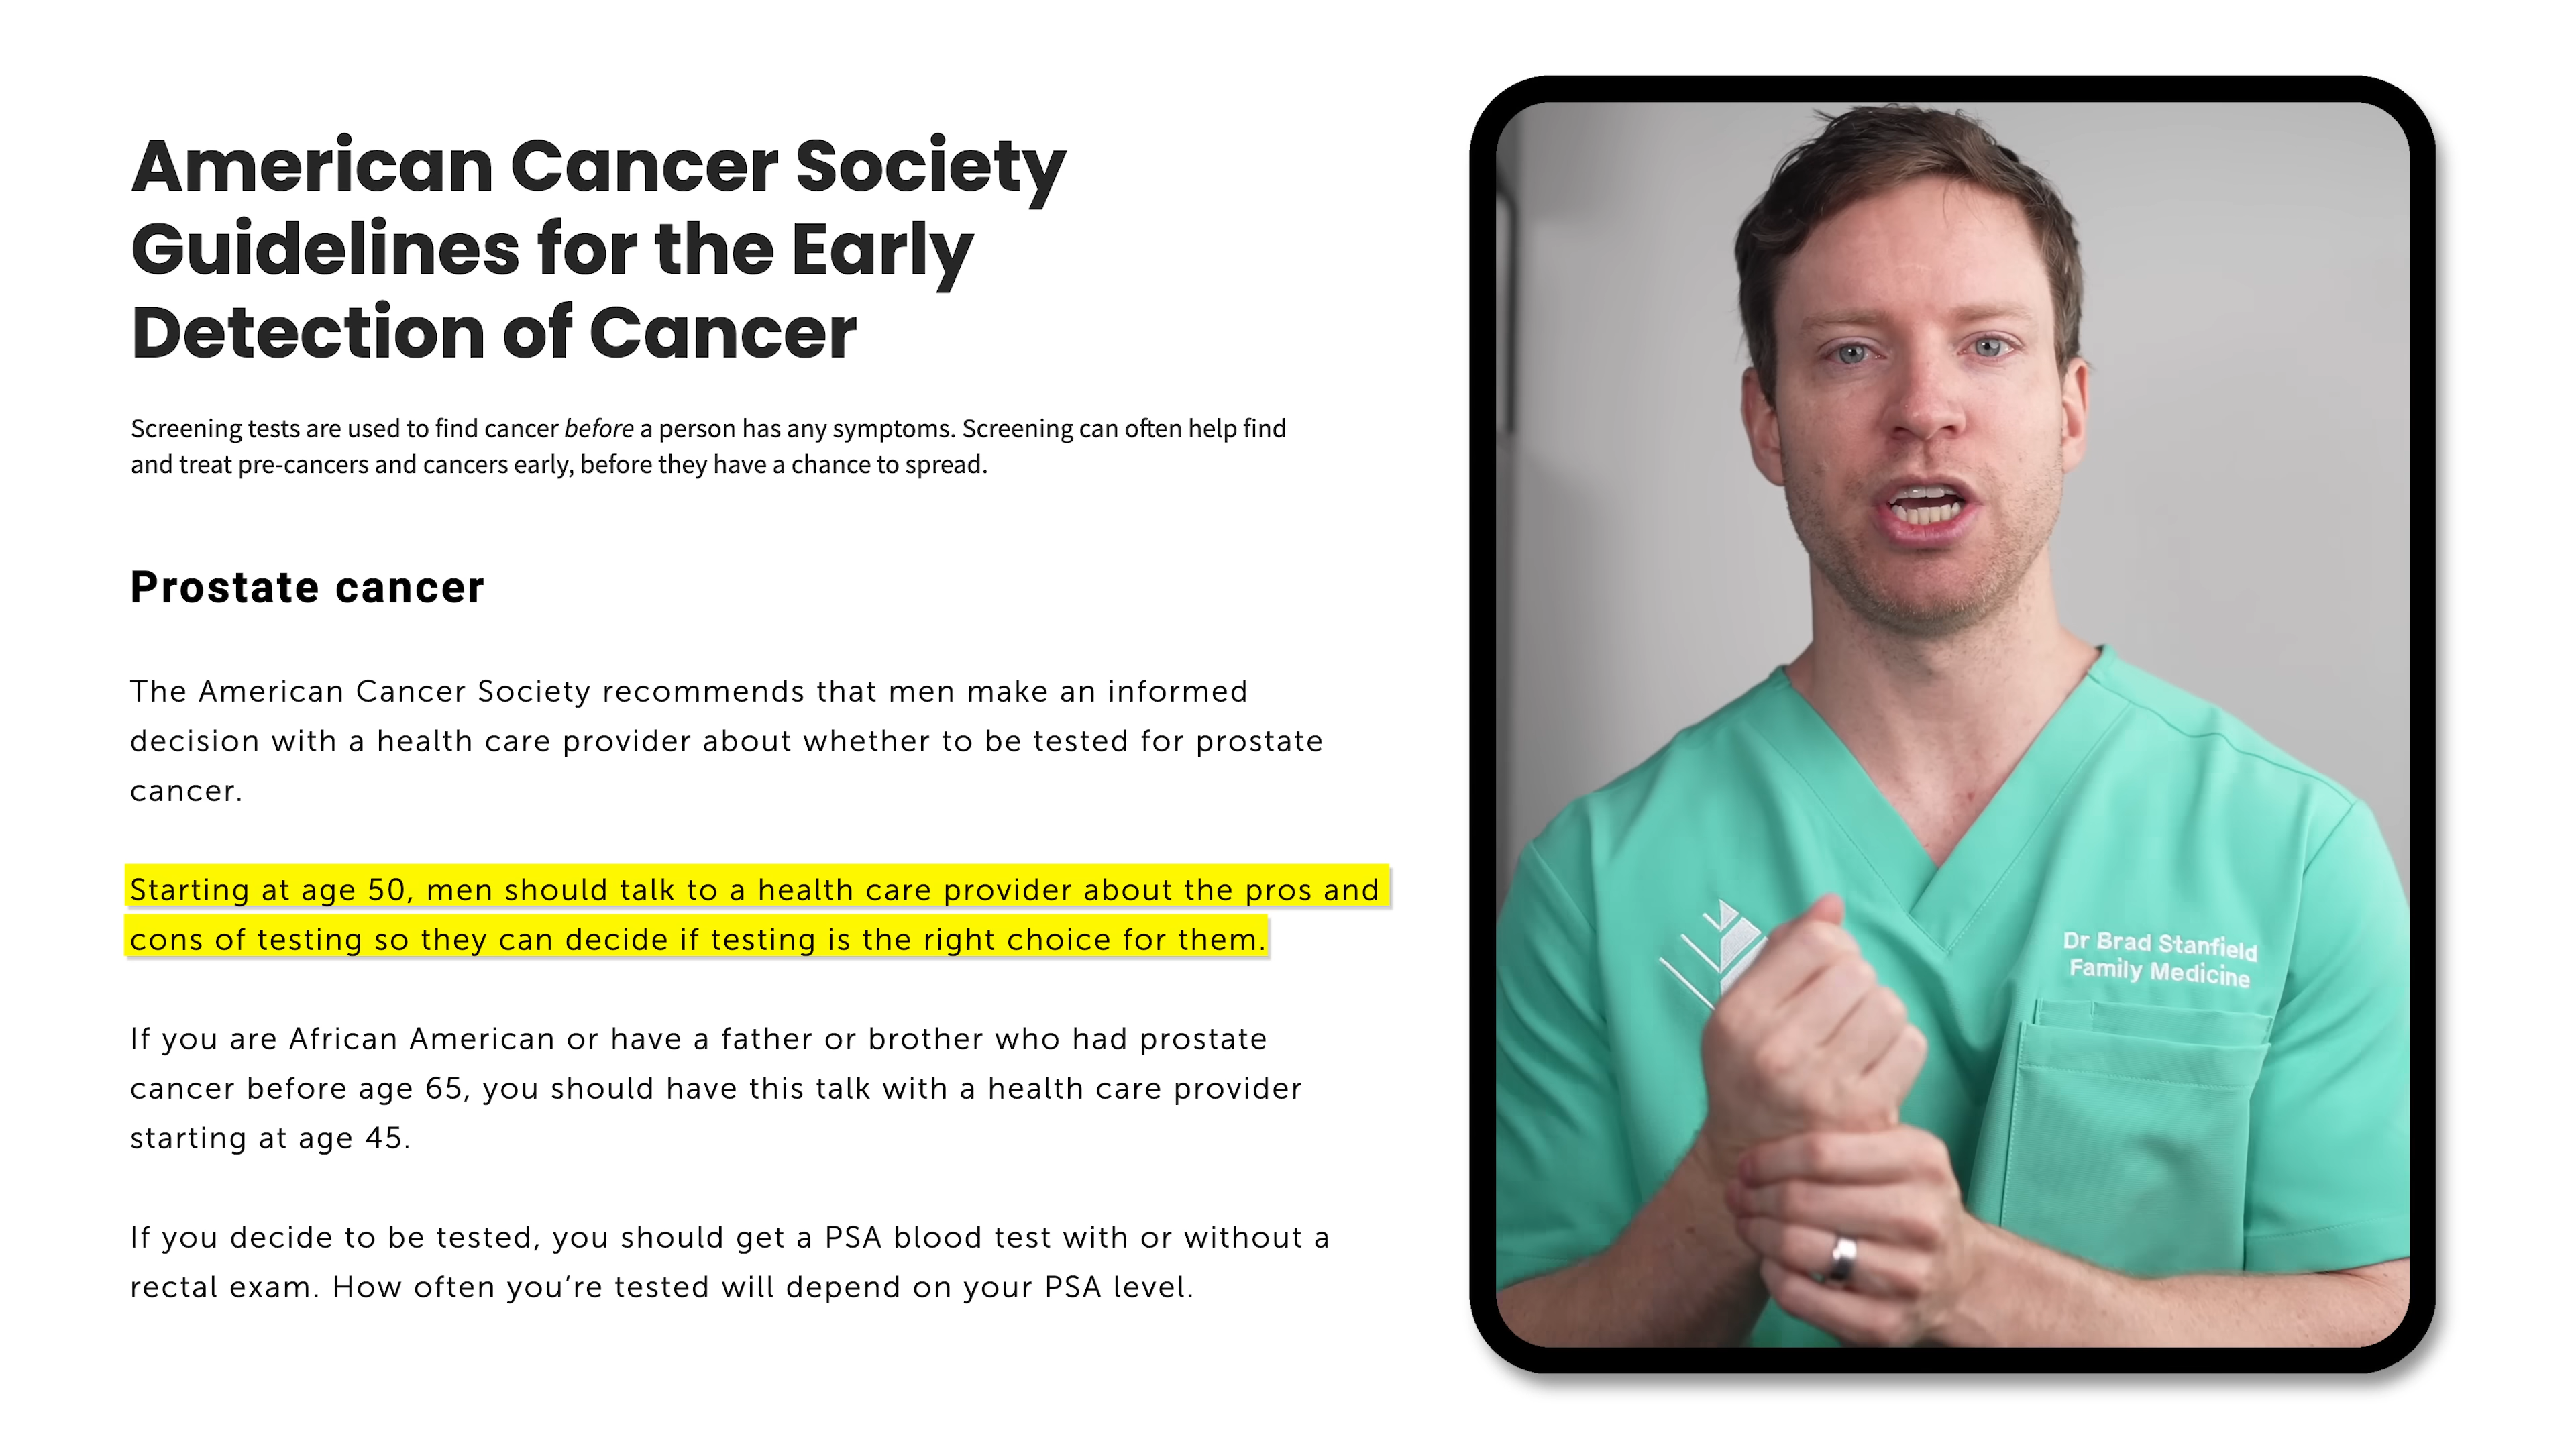 American Cancer Society
Guidelines for the Early
Detection of Cancer
Screening tests are used to find cancer before a person has any symptoms. Screening can often help find
and treat pre-cancers and cancers early, before they have a chance to spread.
Prostate cancer
The American Cancer Society recommends that men make an informed
decision with a health care provider about whether to be tested for prostate
cancer.
Starting at age 50, men should talk to a health care provider about the pros and
cons of testing so they can decide if testing is the right choice for them.
If you are African American or have a father or brother who had prostate
cancer before age 65, you should have this talk with a health care provider
starting at age 45.
If you decide to be tested, you should get a PSA blood test with or without a
rectal exam. How often you’re tested will depend on your PSA level.
Dr Brad Stanfield
Family Medicine